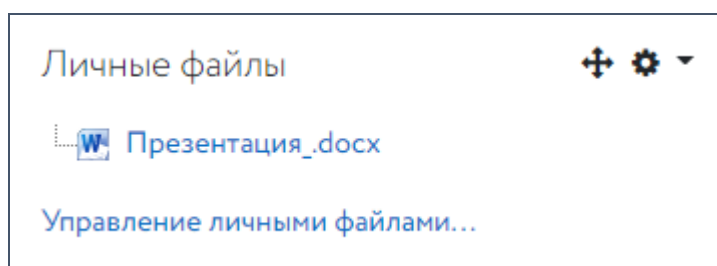 Личные файлы
Презентация_.docx
Управление личными файлами...